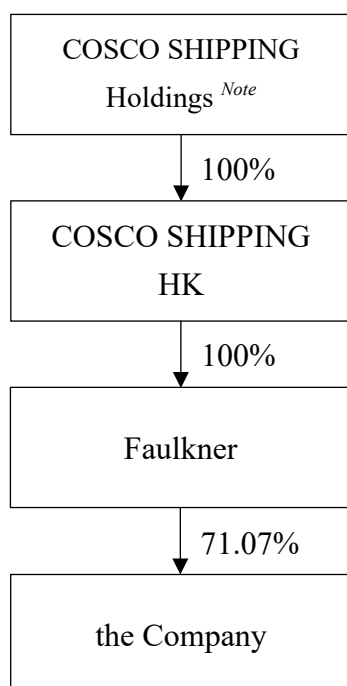 COSCO SHIPPING
Holdings Note
100%
COSCO SHIPPING
HK
100%
Faulkner
71.07%
the Company